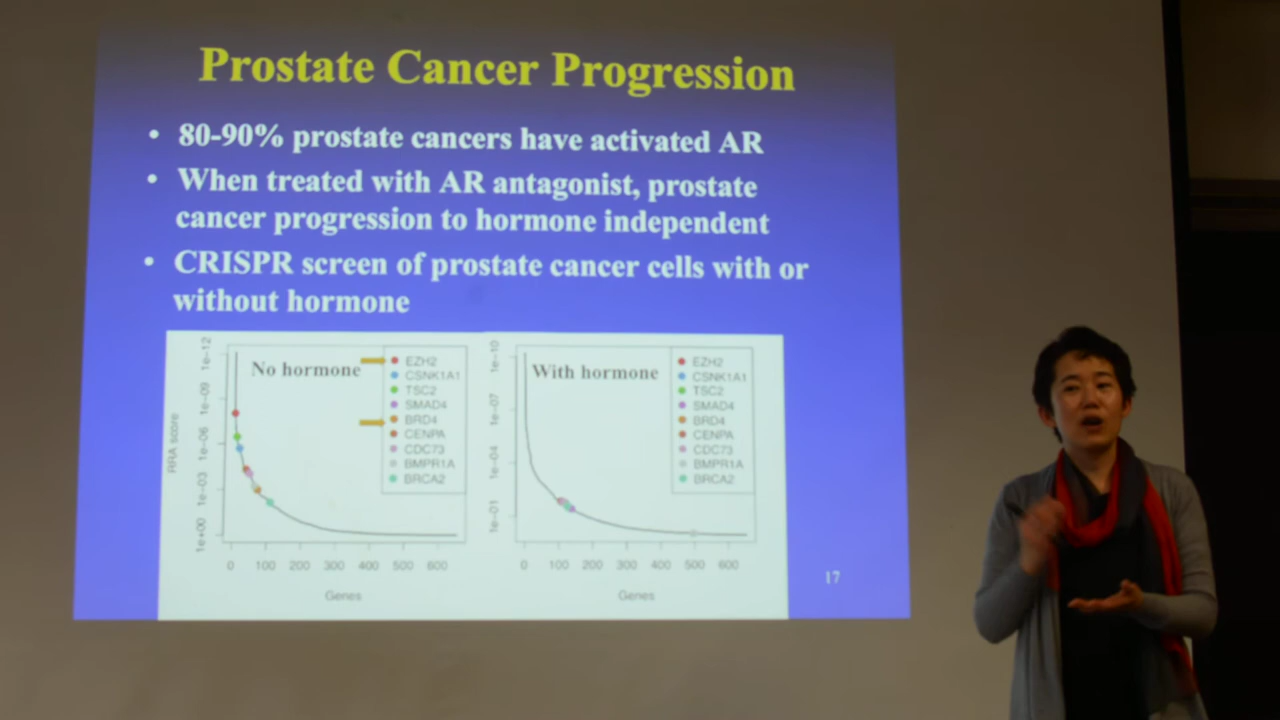 Prostate Cancer Progression
• 80-90% prostate cancers have activated AR
• When treated with AR antagonist, prostate
cancer progression to hormone independent
• CRISPR screen of prostate cancer cells with or
without hormone
No hormone
RRA score
1e-12
1e-09
1e-06
1e-03
1e+00
EZH2
CSNK1A1
TSC2
SMAD4
BRD4
CENPA
CDC73
BMPR1A
BRCA2
0 100 200 300 400 500 600
Genes
With hormone
1e-10
1e-07
1e-04
1e-01
EZH2
CSNK1A1
TSC2
SMAD4
BRD4
CENPA
CDC73
BMPR1A
BRCA2
0 100 200 300 400 500 600
Genes
17